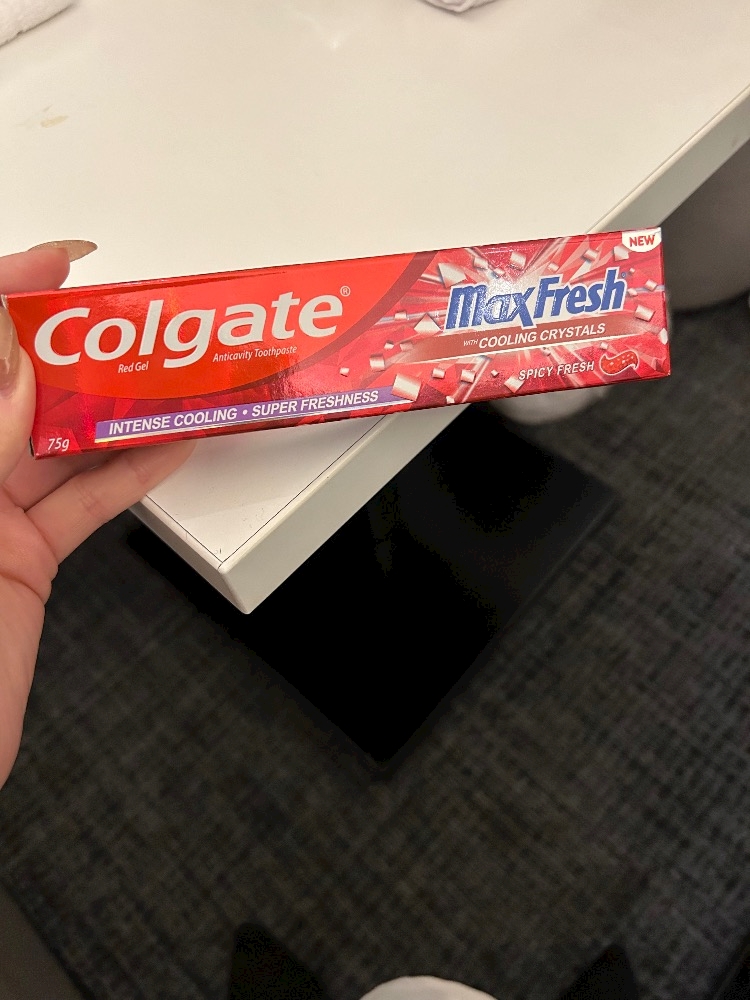 Colgate®
Red Gel
Anticavity Toothpaste
INTENSE COOLING • SUPER FRESHNESS
75g
NEW
MaxFresh
WITH COOLING CRYSTALS
SPICY FRESH